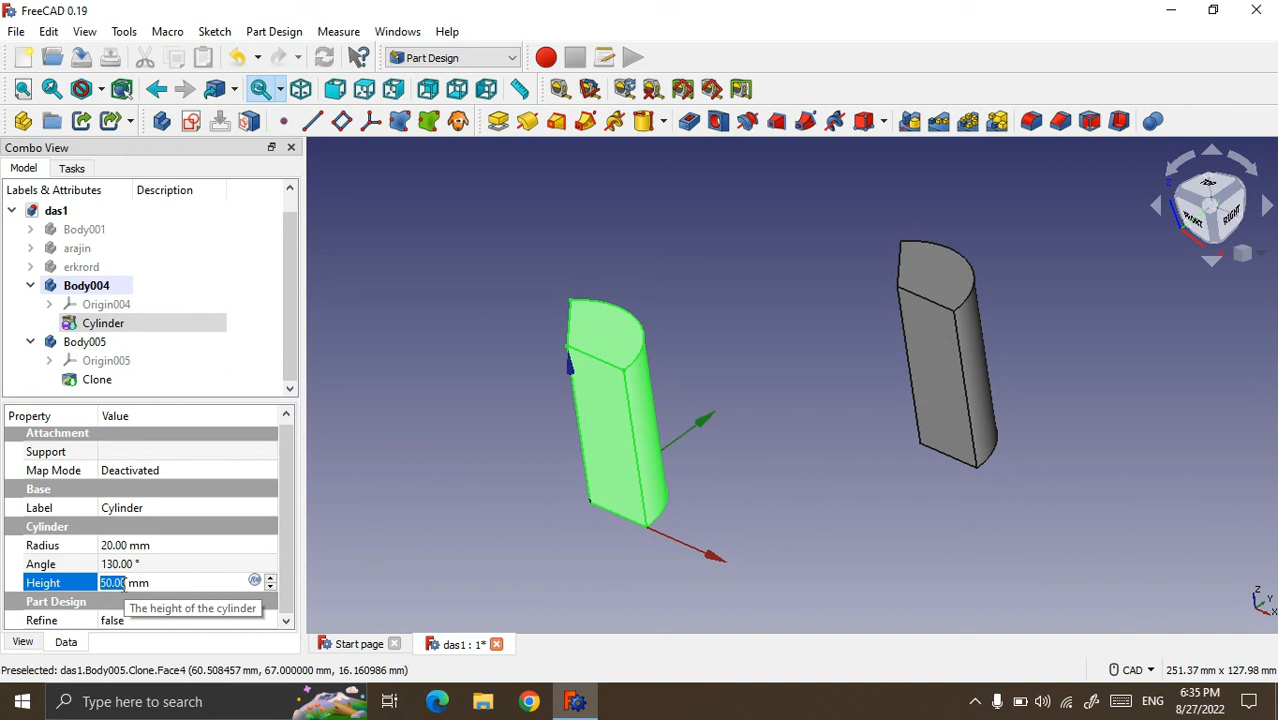 FreeCAD 0.19
File Edit View Tools Macro Sketch Part Design Measure Windows Help
Part Design
Combo View
Model Tasks
Labels & Attributes Description
das1
Body001
arajin
erkrord
Body004
Origin004
Cylinder
Body005
Origin005
Clone
Property Value
Attachment
Support
Map Mode Deactivated
Base
Label Cylinder
Cylinder
Radius 20.00 mm
Angle 130.00 °
Height 50.00 mm
Part Design
The height of the cylinder
Refine false
View Data
Start page
das1 : 1*
TOP
FRONT
RIGHT
Z
Z
Y
X
Preselected: das1.Body005.Clone.Face4 (60.508457 mm, 67.000000 mm, 16.160986 mm)
CAD
251.37 mm x 127.98 mm
Type here to search
ENG
6:35 PM
8/27/2022